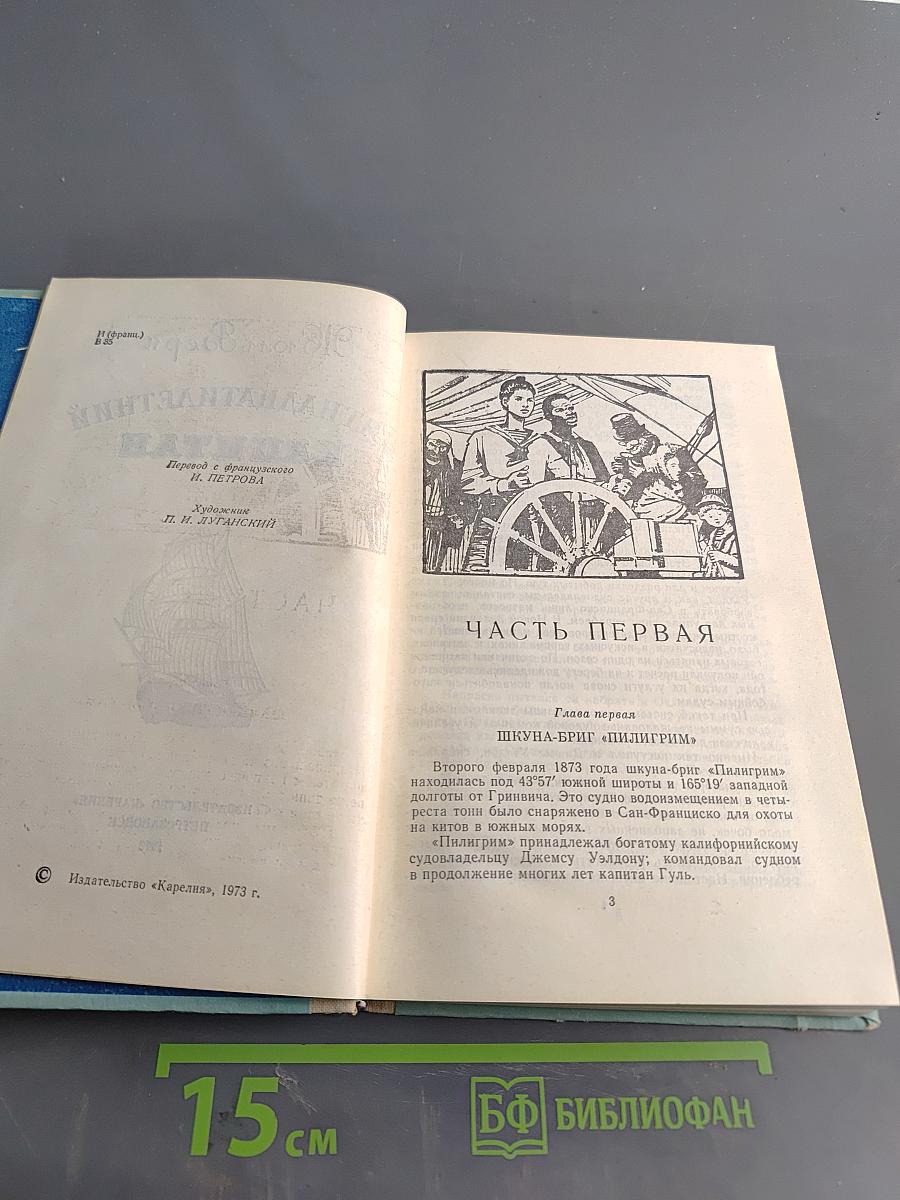 И (франц.)
В 35
Перевод с французского
И. ПЕТРОВА
Художник
П. И. ЛУГАНСКИЙ
© Издательство «Карелия», 1973 г.
ЧАСТЬ ПЕРВАЯ
Глава первая
ШКУНА-БРИГ «ПИЛИГРИМ»
Второго февраля 1873 года шкуна-бриг «Пилигрим»
находилась под 43°57′ южной широты и 165°19′ западной
долготы от Гринвича. Это судно водоизмещением в четы-
реста тонн было снаряжено в Сан-Франциско для охоты
на китов в южных морях.
«Пилигрим» принадлежал богатому калифорнийскому
судовладельцу Джемсу Уэлдону; командовал судном
в продолжение многих лет капитан Гуль.
3
15 см
БФ БИБЛИОФАН